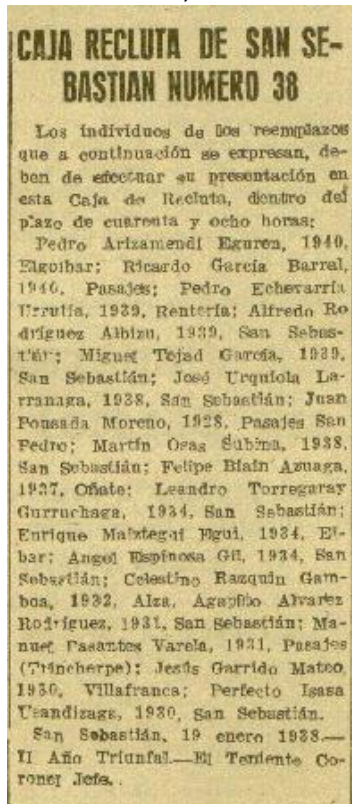 CAJA RECLUTA DE SAN SE-
BASTIAN NUMERO 38
Los individuos de los reemplazos
que a continuación se expresan, de-
ben de efectuar su presentación en
esta Caja de Recluta, dentro del
plazo de cuarenta y ocho horas:
Pedro Arizamendi Eguren, 1940,
Elgoibar; Ricardo García Barral,
1940, Pasajes; Pedro Echevarría
Urrutia, 1939, Rentería; Alfredo Ro
dríguez Albizu, 1939, San Sebas-
tián; Miguel Tejad García, 1939,
San Sebastián; José Urquiola La-
rranaga, 1938, San Sebastián; Juan
Pousada Moreno, 1928, Pasajes San
Pedro; Martín Osas Subina, 1938,
San Sebastián; Felipe Blain Azuaga,
1937, Oñate; Leandro Torregaray
Gurruchaga, 1934, San Sebastián;
Enrique Maiztegui Egui, 1934, Ei-
bar; Angel Espinosa Gil, 1934, San
Sebastián; Celestino Razquin Gam-
boa, 1932, Alza, Agapito Alvarez
Rodríguez, 1931, San Sebastián; Ma-
nuel Pasantes Varela, 1931, Pasajes
(Trincherpe); Jesús Garrido Mateo,
1930, Villafranca; Perfecto Isasa
Usandizaga, 1930, San Sebastián.
San Sebastián, 19 enero 1938.—
II Año Triunfal.—El Teniente Co-
ronel Jefe.